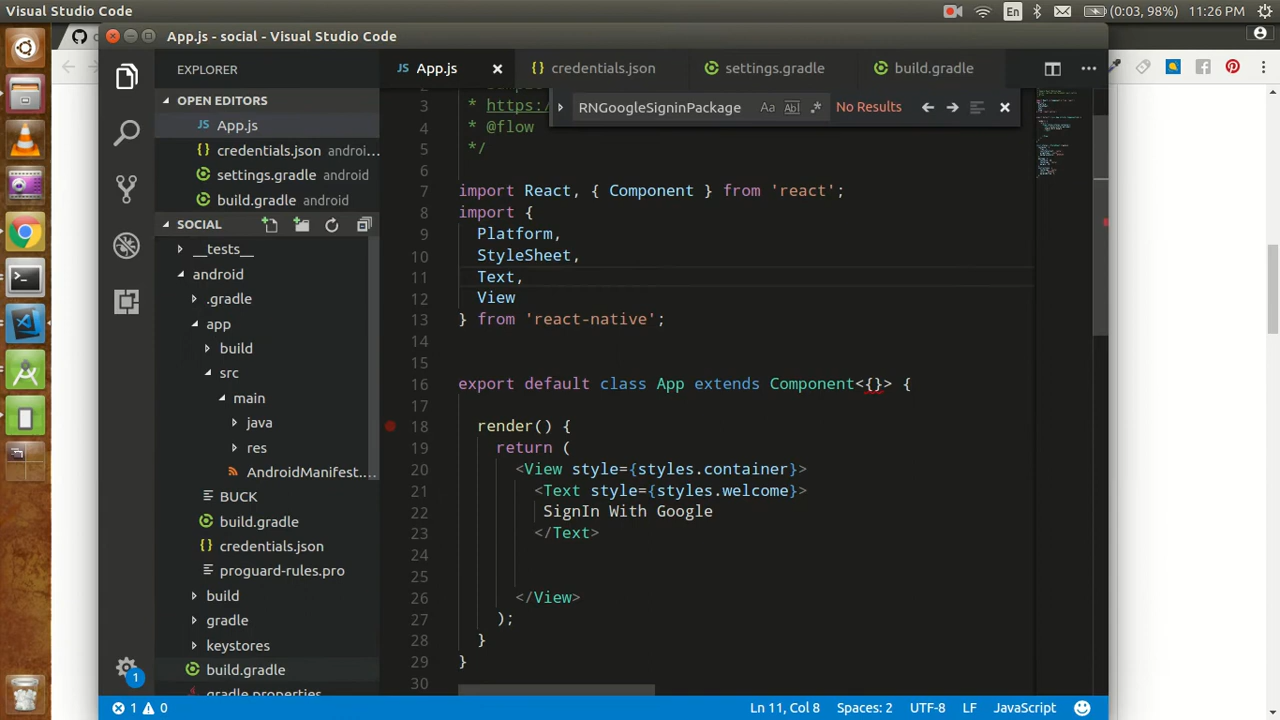 Visual Studio Code
En
(0:03, 98%)
11:26 PM
App.js - social - Visual Studio Code
EXPLORER
JS App.js
{} credentials.json
settings.gradle
build.gradle
OPEN EDITORS
JS App.js
{} credentials.json androi...
settings.gradle android
build.gradle android
SOCIAL
__tests__
android
.gradle
app
build
src
main
java
res
AndroidManifest....
BUCK
build.gradle
{} credentials.json
proguard-rules.pro
build
gradle
keystores
build.gradle
gradle.properties
1
RNGoogleSigninPackage
Aa
Abl
.*
No Results
3 * https:/
4 * @flow
5 */
6
7 import React, { Component } from 'react';
8 import {
9 Platform,
10 StyleSheet,
11 Text,
12 View
13 } from 'react-native';
14
15
16 export default class App extends Component<{}> {
17
18 render() {
19 return (
20 <View style={styles.container}>
21 <Text style={styles.welcome}>
22 SignIn With Google
23 </Text>
24
25
26 </View>
27 );
28 }
29 }
30
1 0
Ln 11, Col 8
Spaces: 2
UTF-8
LF
JavaScript